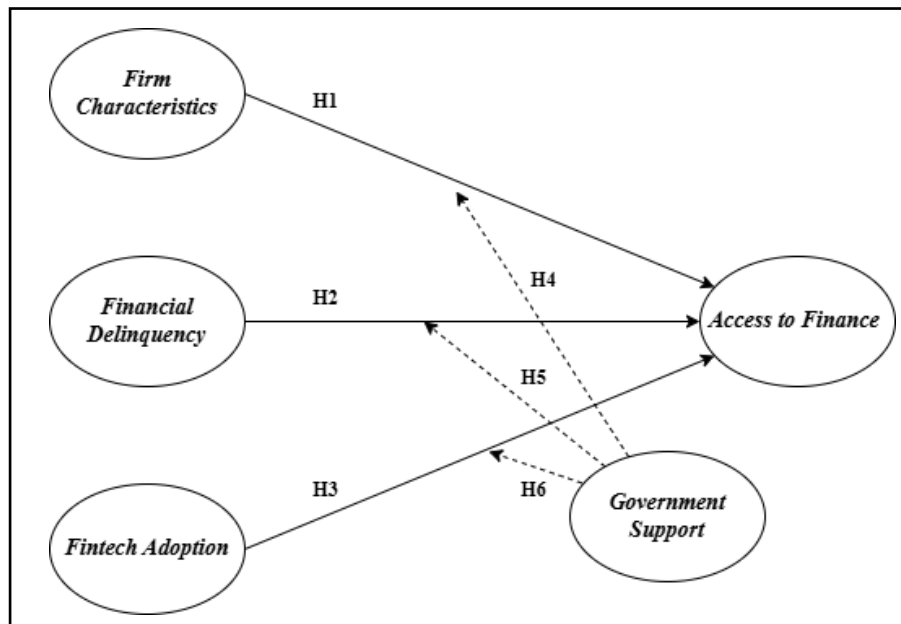 Firm
Characteristics
H1
H4
Financial
Delinquency
H2
Access to Finance
H5
H3
H6
Government
Support
Fintech Adoption